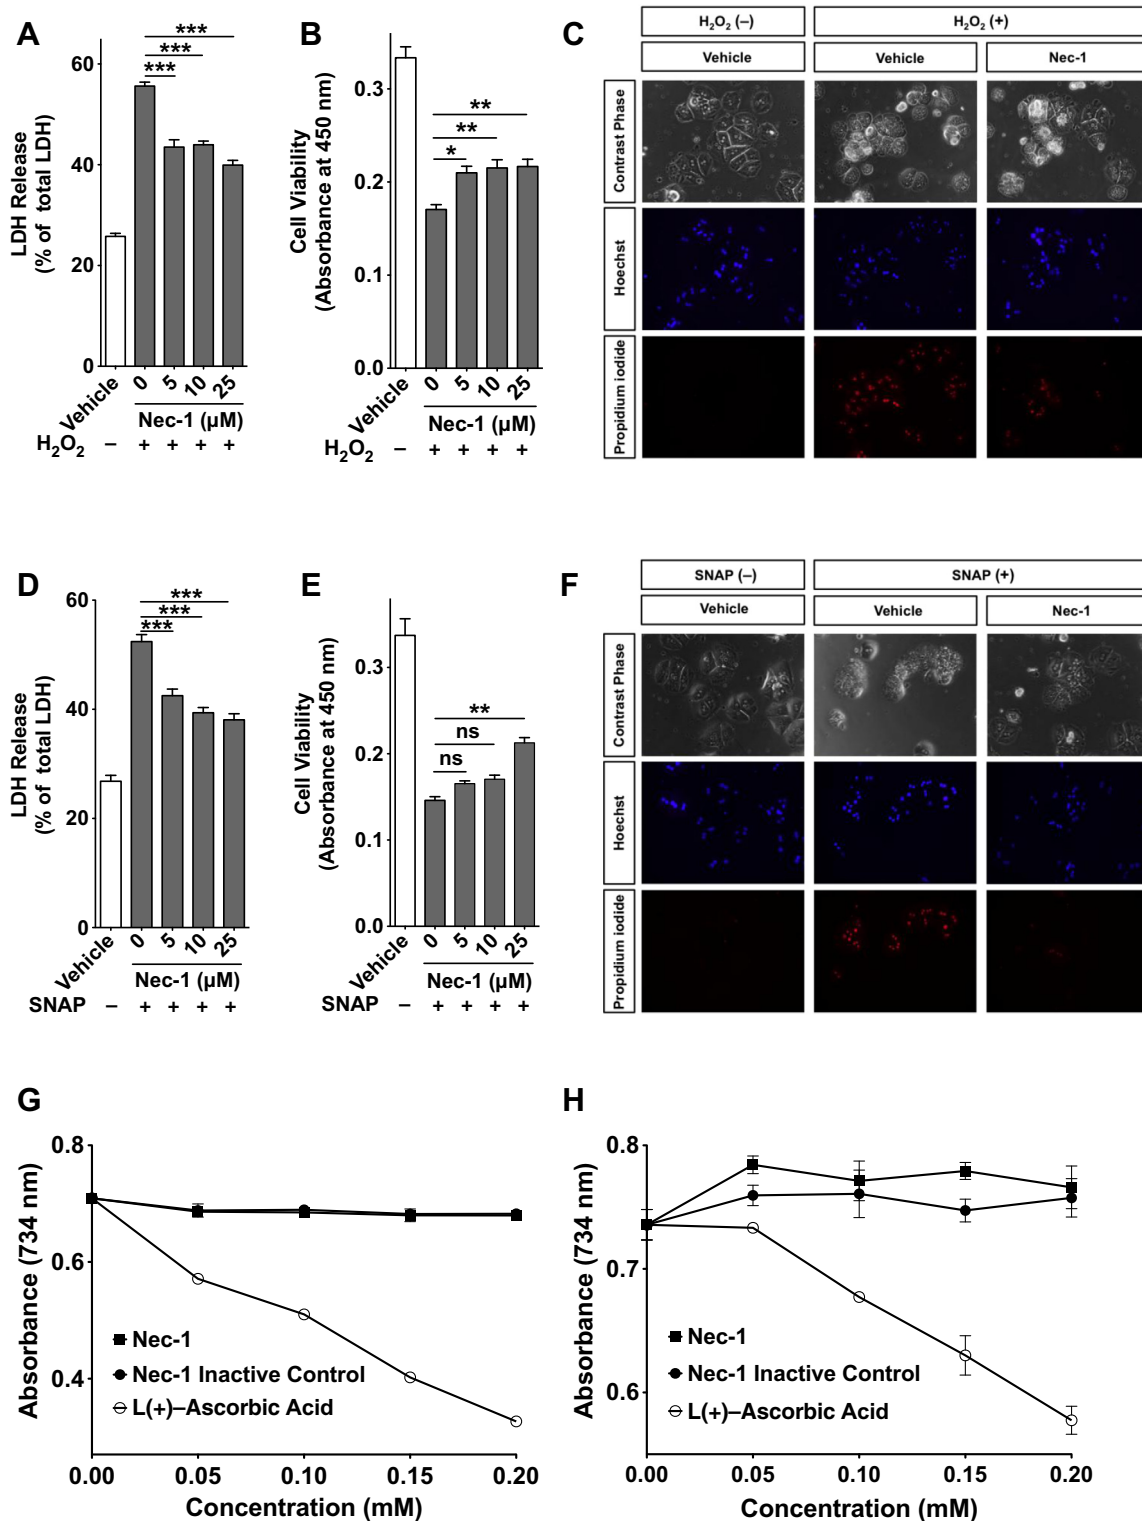 A
LDH Release
(% of total LDH)
60
40
20
0
***
***
***
Vehicle
0
5
10
25
Nec-1 (µM)
H₂O₂
– + + + +
B
Cell Viability
(Absorbance at 450 nm)
0.3
0.2
0.1
0.0
**
**
*
Vehicle
0
5
10
25
Nec-1 (µM)
H₂O₂
– + + + +
C
H₂O₂ (–)
H₂O₂ (+)
Vehicle
Vehicle
Nec-1
Contrast Phase
Hoechst
Propidium iodide
D
LDH Release
(% of total LDH)
60
40
20
0
***
***
***
Vehicle
0
5
10
25
Nec-1 (µM)
SNAP
– + + + +
E
Cell Viability
(Absorbance at 450 nm)
0.3
0.2
0.1
0.0
**
ns
ns
Vehicle
0
5
10
25
Nec-1 (µM)
SNAP
– + + + +
F
SNAP (–)
SNAP (+)
Vehicle
Vehicle
Nec-1
Contrast Phase
Hoechst
Propidium iodide
G
Absorbance (734 nm)
0.8
0.6
0.4
Nec-1
Nec-1 Inactive Control
L(+)–Ascorbic Acid
0.00 0.05 0.10 0.15 0.20
Concentration (mM)
H
Absorbance (734 nm)
0.8
0.7
0.6
Nec-1
Nec-1 Inactive Control
L(+)–Ascorbic Acid
0.00 0.05 0.10 0.15 0.20
Concentration (mM)